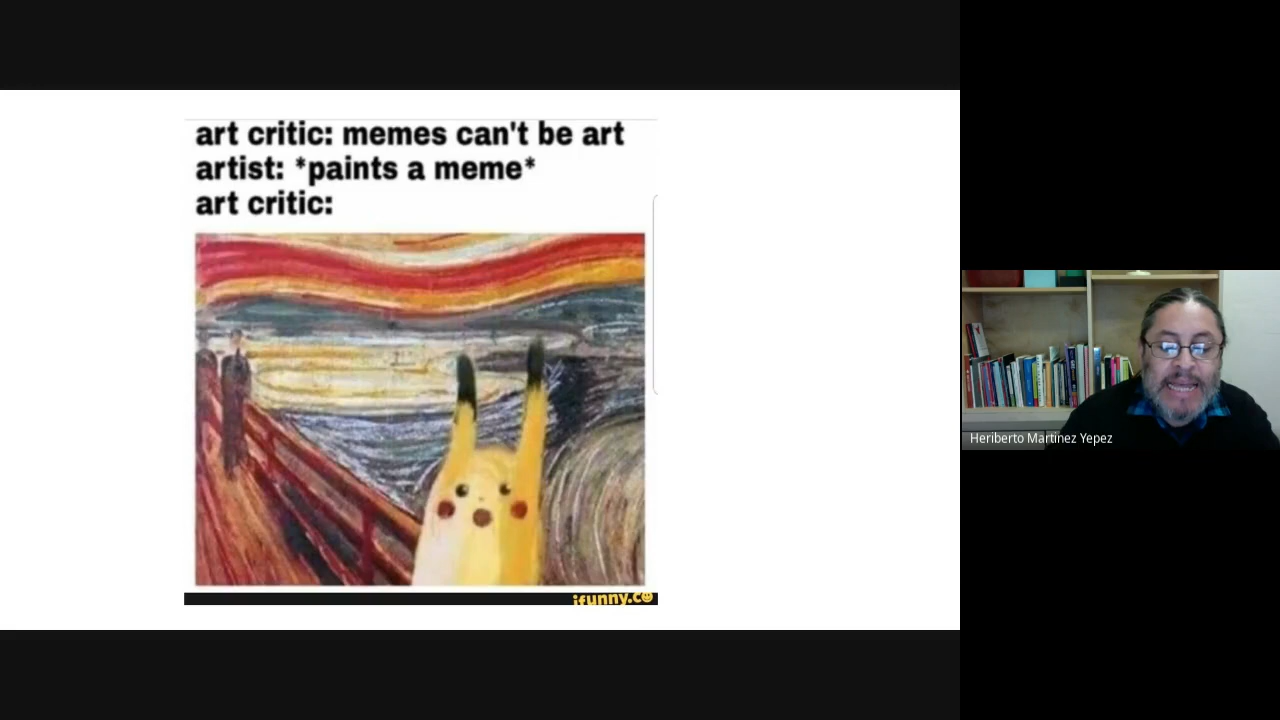 art critic: memes can't be art
artist: *paints a meme*
art critic:
ifunny.co
Heriberto Martinez Yepez